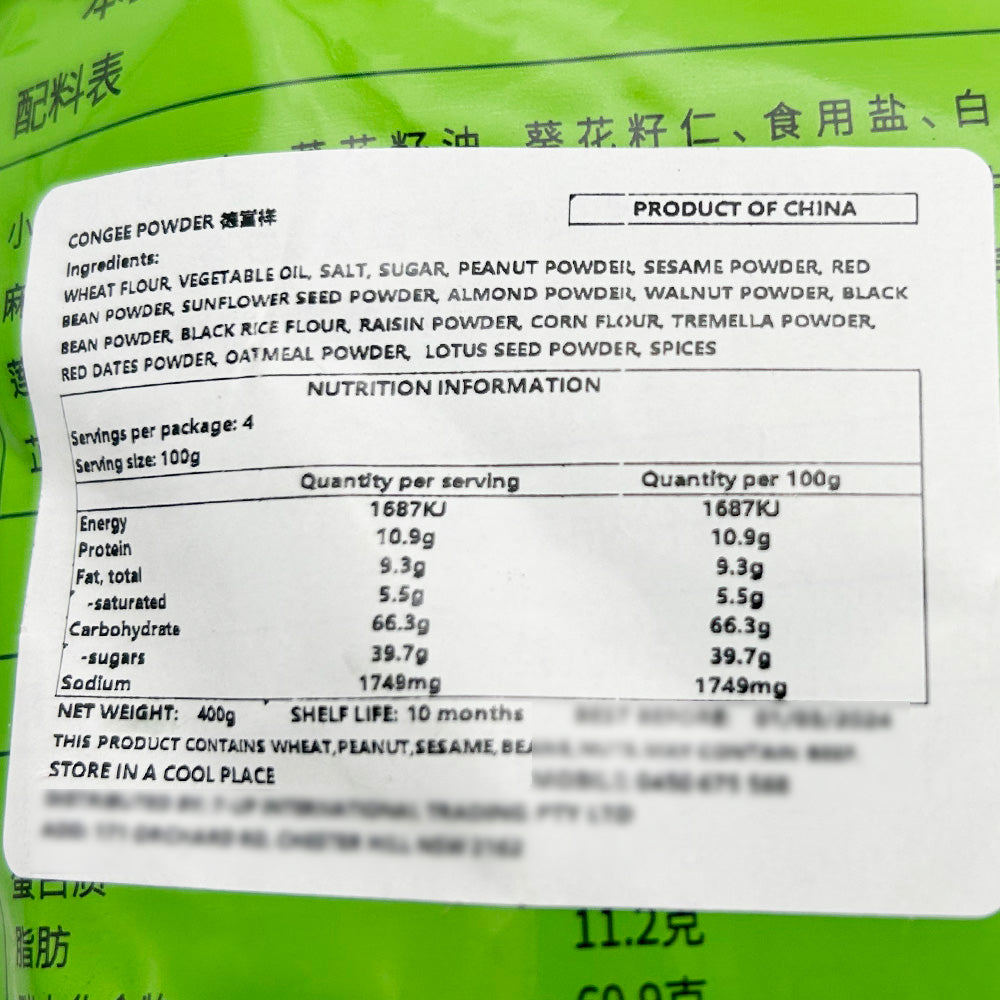 配料表
葵花籽油 葵花籽仁、食用盐、白
小
麻
莲
CONGEE POWDER 德富祥
PRODUCT OF CHINA
Ingredients:
WHEAT FLOUR, VEGETABLE OIL, SALT, SUGAR, PEANUT POWDER, SESAME POWDER, RED
BEAN POWDER, SUNFLOWER SEED POWDER, ALMOND POWDER, WALNUT POWDER, BLACK
BEAN POWDER, BLACK RICE FLOUR, RAISIN POWDER, CORN FLOUR, TREMELLA POWDER,
RED DATES POWDER, OATMEAL POWDER, LOTUS SEED POWDER, SPICES
NUTRITION INFORMATION
Servings per package: 4
Serving size: 100g
Quantity per serving Quantity per 100g
Energy 1687KJ 1687KJ
Protein 10.9g 10.9g
Fat, total 9.3g 9.3g
-saturated 5.5g 5.5g
Carbohydrate 66.3g 66.3g
-sugars 39.7g 39.7g
Sodium 1749mg 1749mg
NET WEIGHT: 400g SHELF LIFE: 10 months
THIS PRODUCT CONTAINS WHEAT,PEANUT,SESAME,
STORE IN A COOL PLACE
蛋白质
脂肪 11.2克